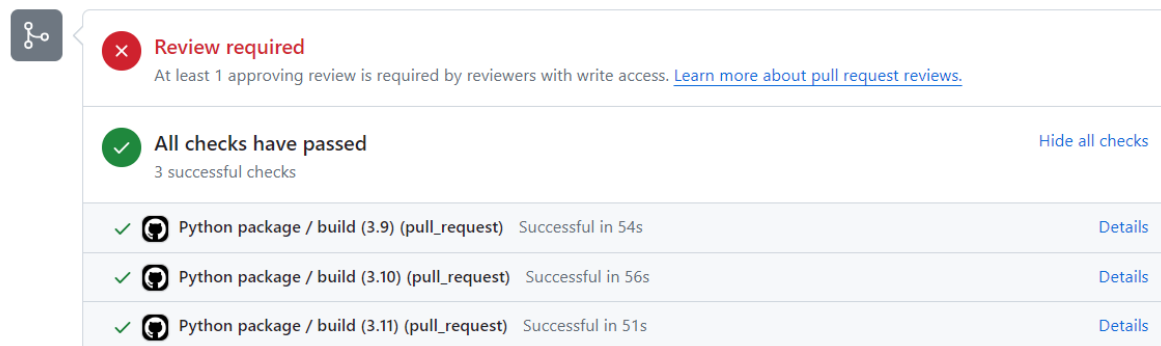 Review required
At least 1 approving review is required by reviewers with write access. Learn more about pull request reviews.
All checks have passed
Hide all checks
3 successful checks
Python package / build (3.9) (pull_request) Successful in 54s Details
Python package / build (3.10) (pull_request) Successful in 56s Details
Python package / build (3.11) (pull_request) Successful in 51s Details